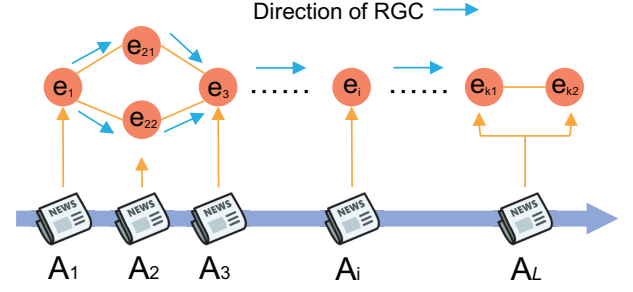 Direction of RGC
e21
e1 e3 ...... ei ...... ek1 ek2
e22
NEWS NEWS NEWS NEWS NEWS
A1 A2 A3 Ai AL